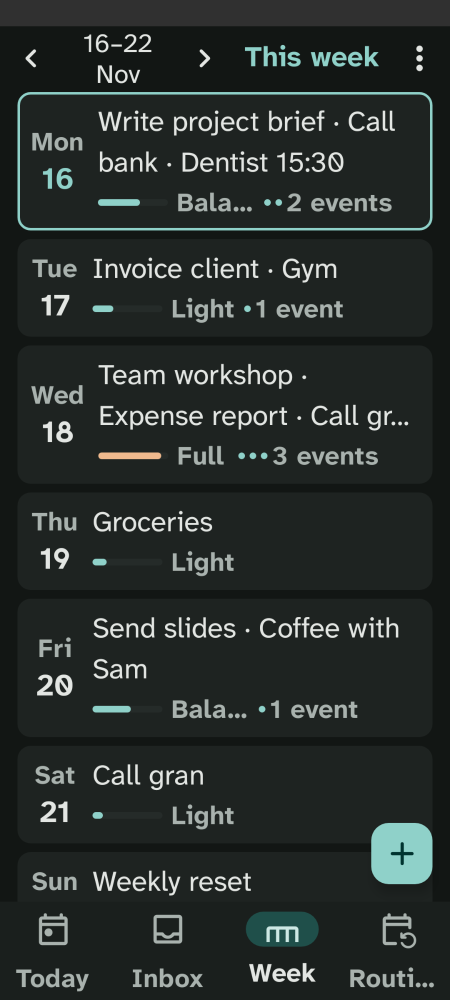 16–22
Nov
This week
Mon
16
Write project brief · Call
bank · Dentist 15:30
Bala... ••2 events
Tue
17
Invoice client · Gym
Light •1 event
Wed
18
Team workshop ·
Expense report · Call gr...
Full •••3 events
Thu
19
Groceries
Light
Fri
20
Send slides · Coffee with
Sam
Bala... •1 event
Sat
21
Call gran
Light
Sun
Weekly reset
Today
Inbox
Week
Routi...